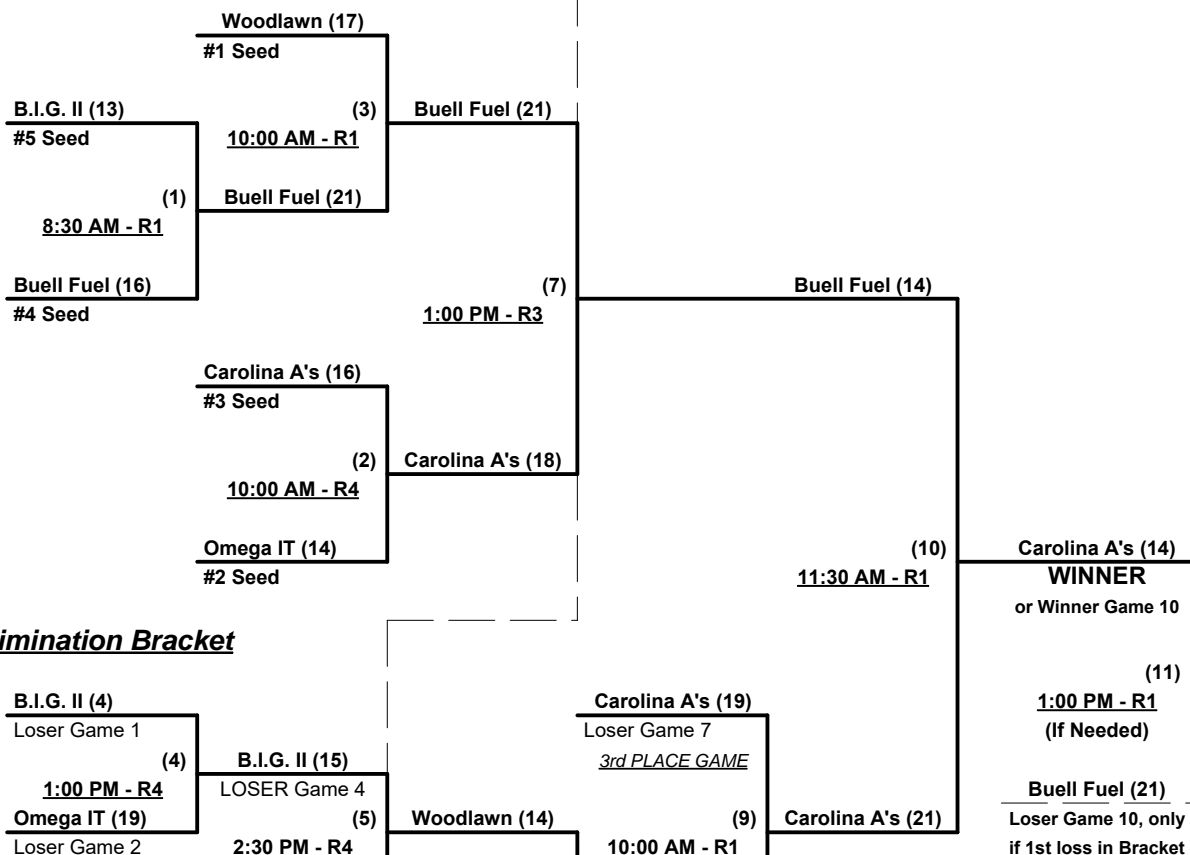 Woodlawn (17)
#1 Seed
B.I.G. II (13)
(3)
Buell Fuel (21)
#5 Seed
10:00 AM - R1
(1)
Buell Fuel (21)
8:30 AM - R1
Buell Fuel (16)
(7)
Buell Fuel (14)
#4 Seed
1:00 PM - R3
Carolina A's (16)
#3 Seed
(2)
Carolina A's (18)
10:00 AM - R4
Omega IT (14)
(10)
Carolina A's (14)
#2 Seed
11:30 AM - R1
WINNER
or Winner Game 10
imination Bracket
(11)
B.I.G. II (4)
Carolina A's (19)
1:00 PM - R1
Loser Game 1
Loser Game 7
(If Needed)
(4)
B.I.G. II (15)
3rd PLACE GAME
1:00 PM - R4
LOSER Game 4
Buell Fuel (21)
Omega IT (19)
(5)
Woodlawn (14)
(9)
Carolina A's (21)
Loser Game 10, only
Loser Game 2
2:30 PM - R4
10:00 AM - R1
if 1st loss in Bracket